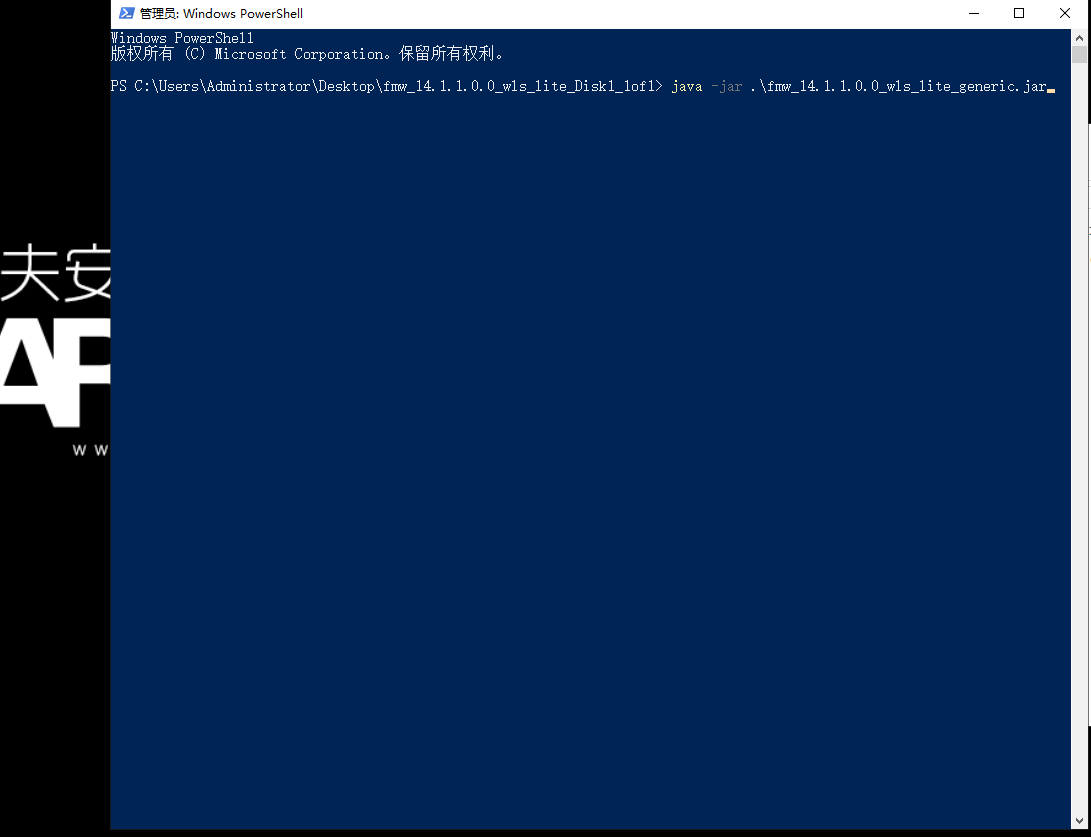 管理员: Windows PowerShell
Windows PowerShell
版权所有 (C) Microsoft Corporation。保留所有权利。
PS C:\Users\Administrator\Desktop\fmw_14.1.1.0.0_wls_lite_Disk1_1of1> java -jar .\fmw_14.1.1.0.0_wls_lite_generic.jar
夫安
AP
WW